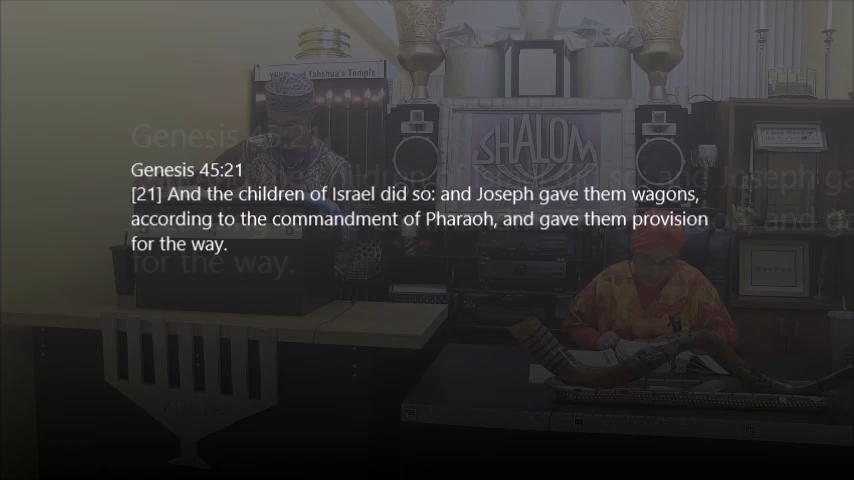 YHWH and Yahshua's Temple
SHALOM
Genesis 45:21
[21] And the children of Israel did so: and Joseph gave them wagons,
according to the commandment of Pharaoh, and gave them provision
for the way.